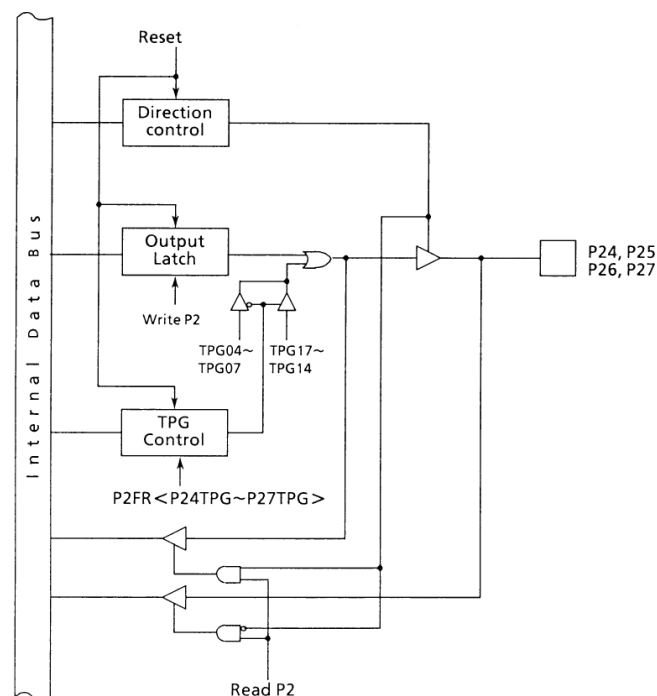 Reset
Direction
control
Internal Data Bus
Output
Latch
P24, P25
P26, P27
Write P2
TPG04～
TPG07
TPG17～
TPG14
TPG
Control
P2FR＜P24TPG～P27TPG＞
Read P2